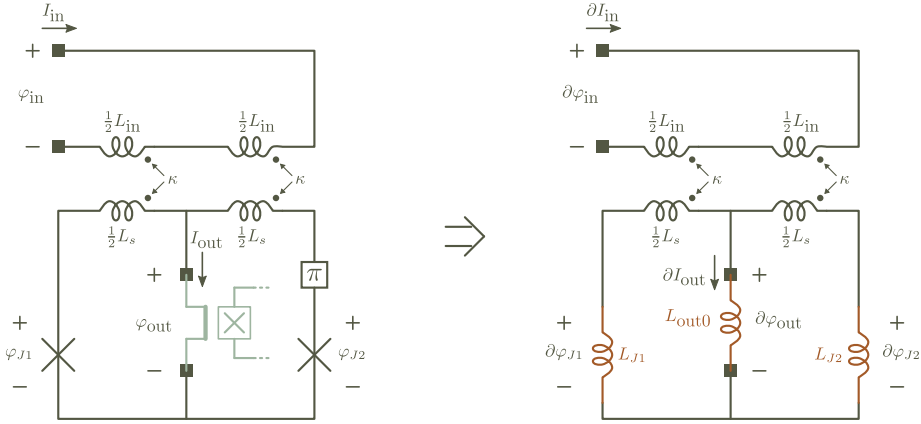 I_in ∂I_in
+ +
φ_in ∂φ_in
½L_in ½L_in ½L_in ½L_in
− −
κ κ κ κ
½L_s ½L_s ½L_s ½L_s
I_out
+ π ∂I_out +
φ_out L_out0 ∂φ_out
+ + + +
φ_J1 φ_J2 ∂φ_J1 L_J1 L_J2 ∂φ_J2
− − − − − −